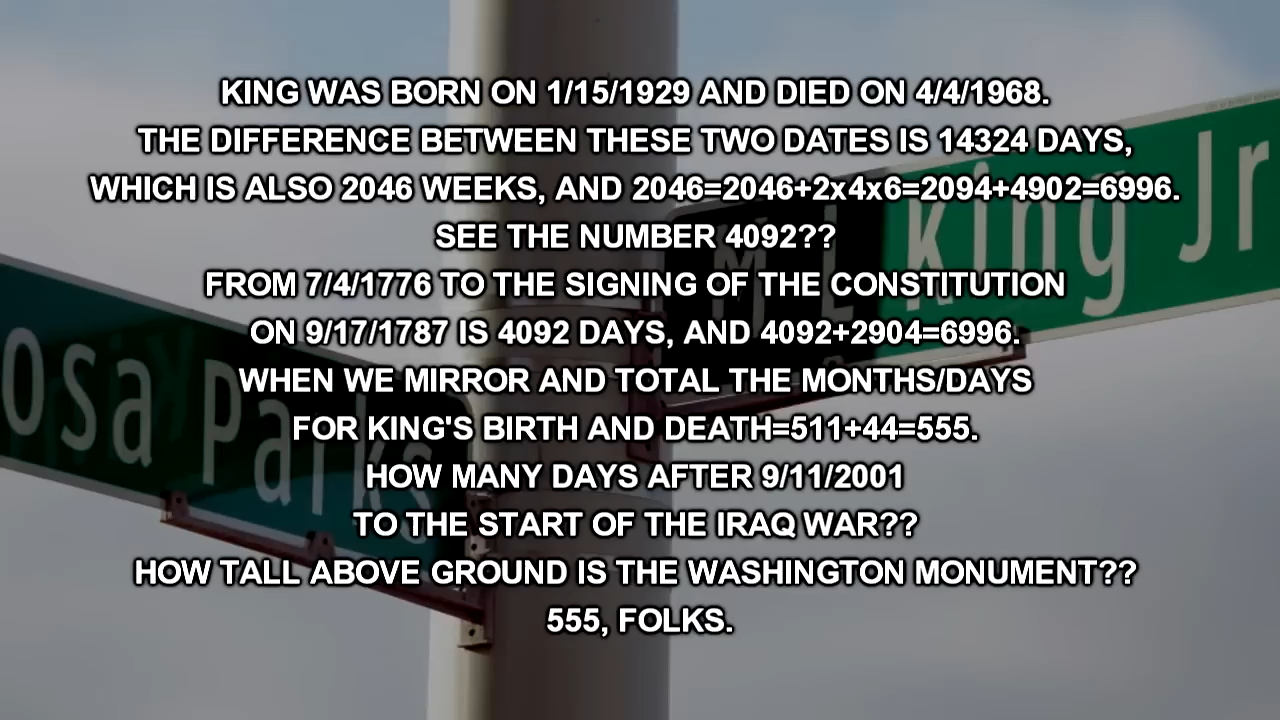 KING WAS BORN ON 1/15/1929 AND DIED ON 4/4/1968.
THE DIFFERENCE BETWEEN THESE TWO DATES IS 14324 DAYS,
WHICH IS ALSO 2046 WEEKS, AND 2046=2046+2x4x6=2094+4902=6996.
SEE THE NUMBER 4092??
FROM 7/4/1776 TO THE SIGNING OF THE CONSTITUTION
ON 9/17/1787 IS 4092 DAYS, AND 4092+2904=6996.
WHEN WE MIRROR AND TOTAL THE MONTHS/DAYS
FOR KING'S BIRTH AND DEATH=511+44=555.
HOW MANY DAYS AFTER 9/11/2001
TO THE START OF THE IRAQ WAR??
HOW TALL ABOVE GROUND IS THE WASHINGTON MONUMENT??
555, FOLKS.
M L king Jr
osa Parks